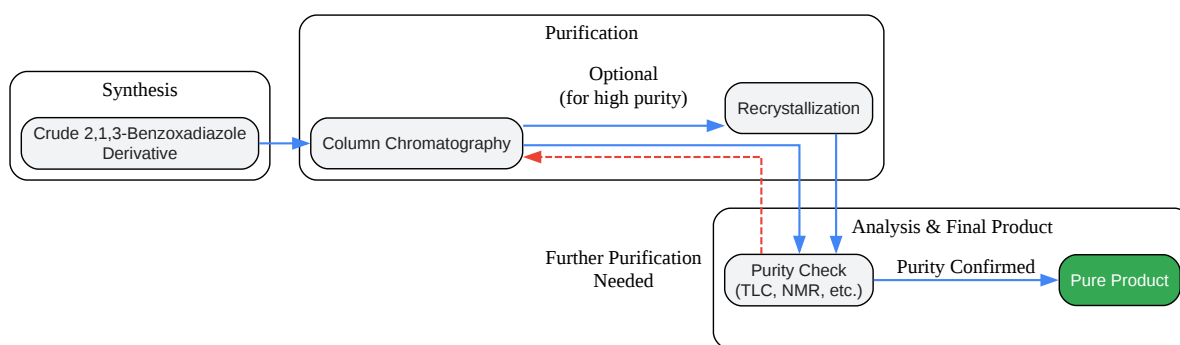 Synthesis
Crude 2,1,3-Benzoxadiazole
Derivative
Purification
Column Chromatography
Optional
(for high purity)
Recrystallization
Analysis & Final Product
Further Purification
Needed
Purity Check
(TLC, NMR, etc.)
Purity Confirmed
Pure Product